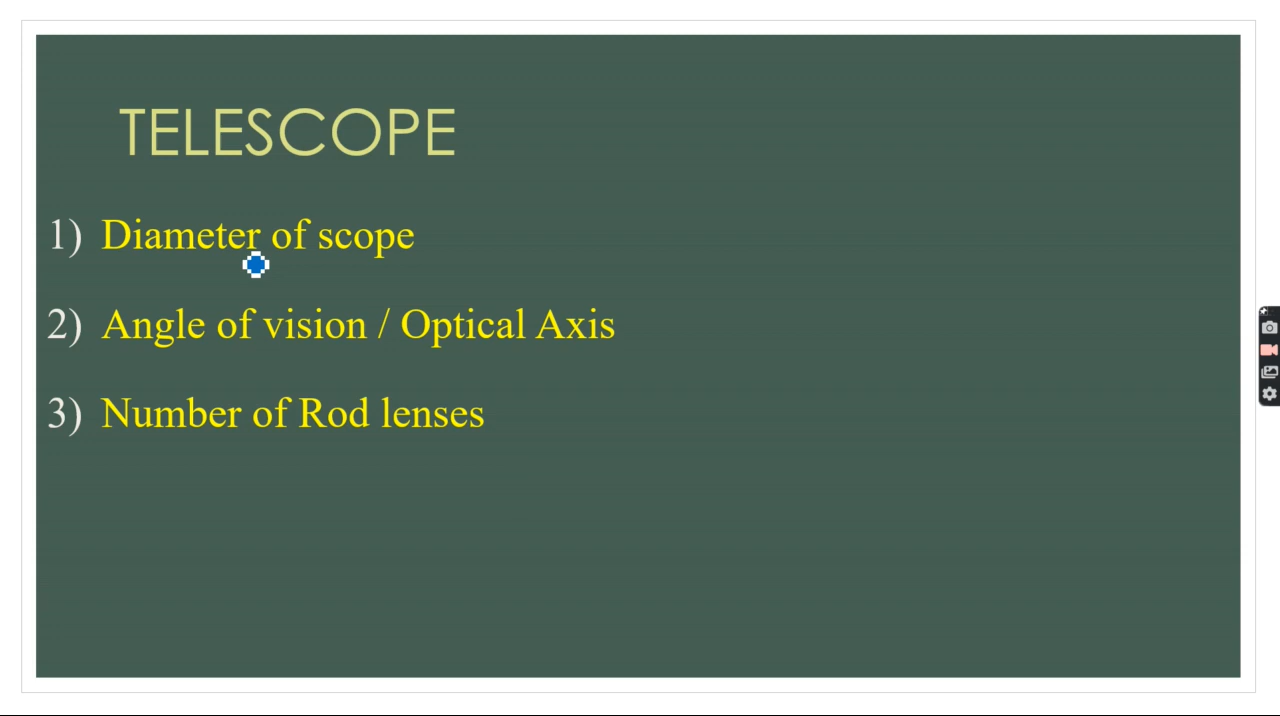 TELESCOPE
1) Diameter of scope
2) Angle of vision / Optical Axis
3) Number of Rod lenses